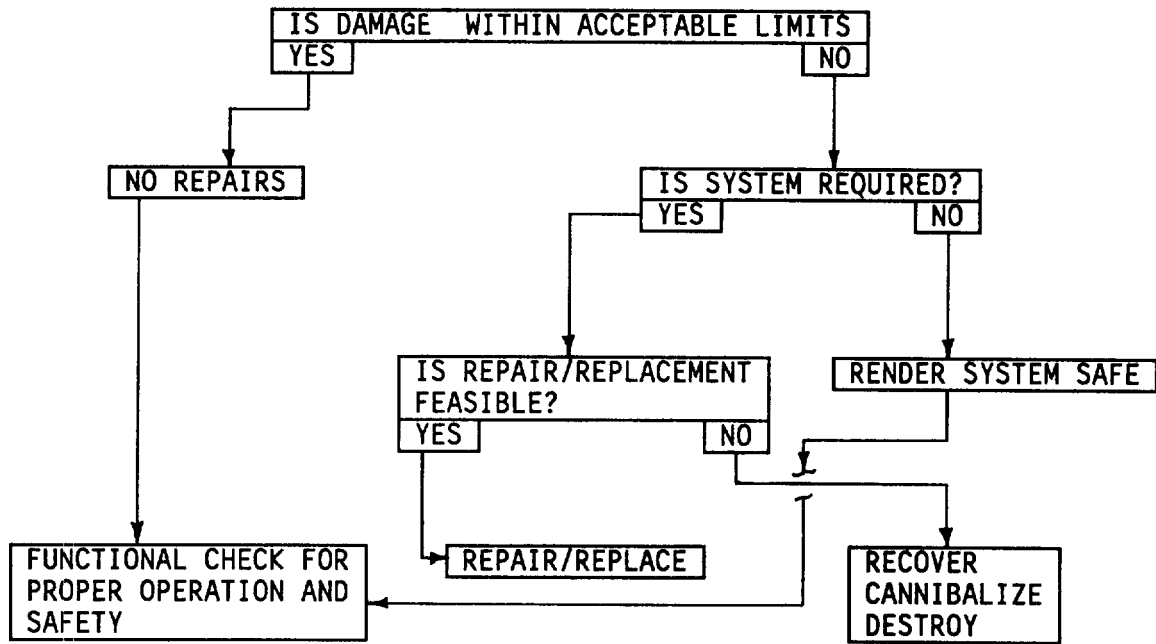 IS DAMAGE WITHIN ACCEPTABLE LIMITS
YES
NO
NO REPAIRS
IS SYSTEM REQUIRED?
YES
NO
IS REPAIR/REPLACEMENT
FEASIBLE?
YES
NO
RENDER SYSTEM SAFE
FUNCTIONAL CHECK FOR
PROPER OPERATION AND
SAFETY
REPAIR/REPLACE
RECOVER
CANNIBALIZE
DESTROY